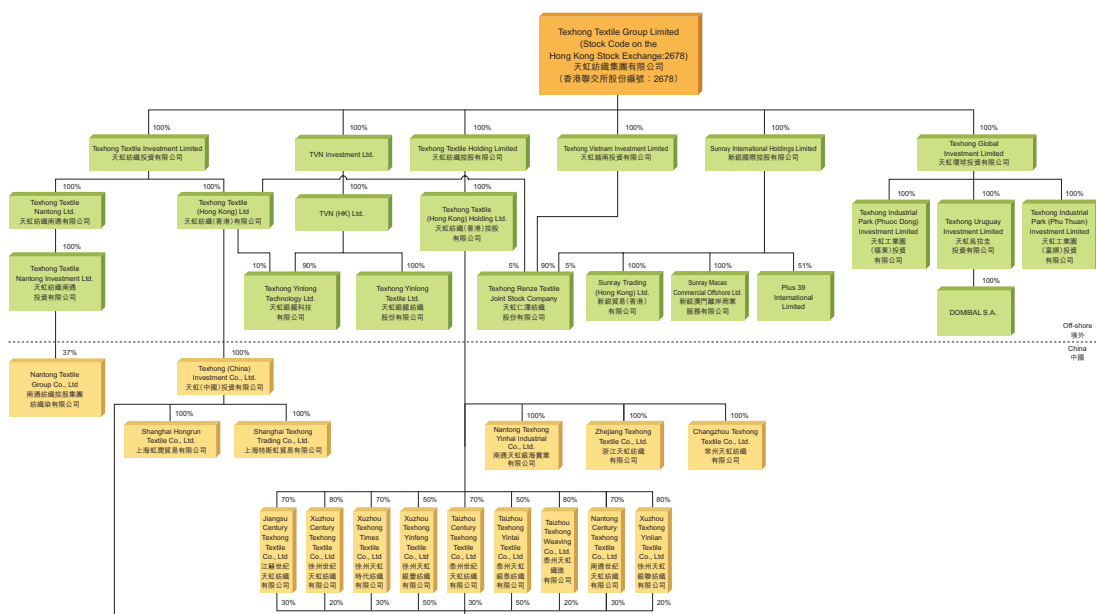 Texhong Textile Group Limited
(Stock Code on the
Hong Kong Stock Exchange:2678)
天虹紡織集團有限公司
（香港聯交所股份編號：2678）
100%
100%
100%
100%
100%
100%
Texhong Textile Investment Limited
天虹紡織投資有限公司
TVN Investment Ltd.
Texhong Textile Holding Limited
天虹紡織控股有限公司
Texhong Vietnam Investment Limited
天虹越南投資有限公司
Sunray International Holdings Limited
新銳國際控股有限公司
Texhong Global
Investment Limited
天虹環球投資有限公司
100%
100%
100%
100%
100%
100%
100%
Texhong Textile
Nantong Ltd.
天虹紡織南通有限公司
Texhong Textile
(Hong Kong) Ltd
天虹紡織(香港)有限公司
TVN (HK) Ltd.
Texhong Textile
(Hong Kong) Holding Ltd.
天虹紡織(香港)控股
有限公司
Texhong Industrial
Park (Phuoc Dong)
Investment Limited
天虹工業園
(福東)投資
有限公司
Texhong Uruguay
Investment Limited
天虹烏拉圭
投資有限公司
Texhong Industrial
Park (Phu Thuan)
Investment Limited
天虹工業園
(富順)投資
有限公司
100%
10%
90%
100%
5%
90%
5%
100%
100%
51%
100%
Texhong Textile
Nantong Investment Ltd.
天虹紡織南通
投資有限公司
Texhong Yinlong
Technology Ltd.
天虹銀龍科技
有限公司
Texhong Yinlong
Textile Ltd.
天虹銀龍紡織
股份有限公司
Texhong Renze Textile
Joint Stock Company
天虹仁澤紡織
股份有限公司
Sunray Trading
(Hong Kong) Ltd.
新銳貿易(香港)
有限公司
Sunray Macao
Commercial Offshore Ltd.
新銳澳門離岸商業
服務有限公司
Plus 39
International
Limited
DOMIBAL S.A.
Off-shore
境外
China
中國
37%
100%
Nantong Textile
Group Co., Ltd
南通紡織控股集團
紡織染有限公司
Texhong (China)
Investment Co., Ltd.
天虹(中國)投資有限公司
100%
100%
100%
100%
100%
Shanghai Hongrun
Textile Co., Ltd.
上海虹潤貿易有限公司
Shanghai Texhong
Trading Co., Ltd.
上海特斯虹貿易有限公司
Nantong Texhong
Yinhai Industrial
Co., Ltd.
南通天虹銀海實業
有限公司
Zhejiang Texhong
Textile Co., Ltd.
浙江天虹紡織
有限公司
Changzhou Texhong
Textile Co., Ltd.
常州天虹紡織
有限公司
70%
80%
70%
50%
70%
50%
80%
70%
80%
Jiangsu
Century
Texhong
Textile
Co., Ltd
江蘇世紀
天虹紡織
有限公司
Xuzhou
Century
Texhong
Textile
Co., Ltd
徐州世紀
天虹紡織
有限公司
Xuzhou
Texhong
Times
Textile
Co., Ltd
徐州天虹
時代紡織
有限公司
Xuzhou
Texhong
Yinfeng
Textile
Co., Ltd
徐州天虹
銀豐紡織
有限公司
Taizhou
Century
Texhong
Textile
Co., Ltd
泰州世紀
天虹紡織
有限公司
Taizhou
Texhong
Yintai
Textile
Co., Ltd
泰州天虹
銀泰紡織
有限公司
Taizhou
Texhong
Weaving
Co., Ltd.
泰州天虹
織造
有限公司
Nantong
Century
Texhong
Textile
Co., Ltd
南通世紀
天虹紡織
有限公司
Xuzhou
Texhong
Yinlian
Textile
Co., Ltd
徐州天虹
銀聯紡織
有限公司
30%
20%
30%
50%
30%
50%
20%
30%
20%